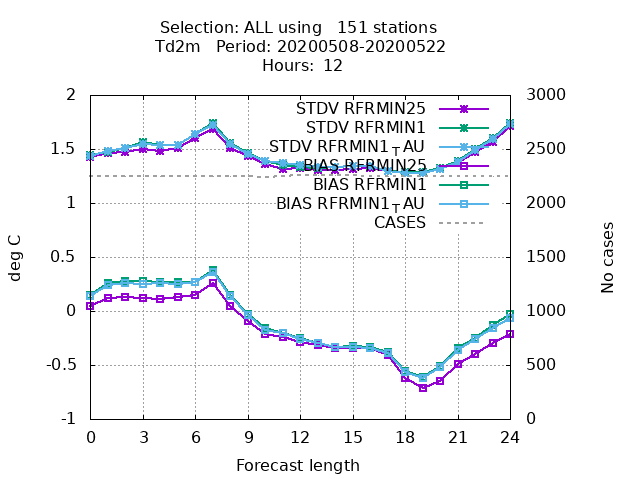 Selection: ALL using   151 stations
Td2m   Period: 20200508-20200522
Hours: 12
2
1.5
1
0.5
0
-0.5
-1
3000
2500
2000
1500
1000
500
0
deg C
No cases
STDV RFRMIN25
STDV RFRMIN1
STDV RFRMIN1_TAU
BIAS RFRMIN25
BIAS RFRMIN1
BIAS RFRMIN1_TAU
CASES
0 3 6 9 12 15 18 21 24
Forecast length